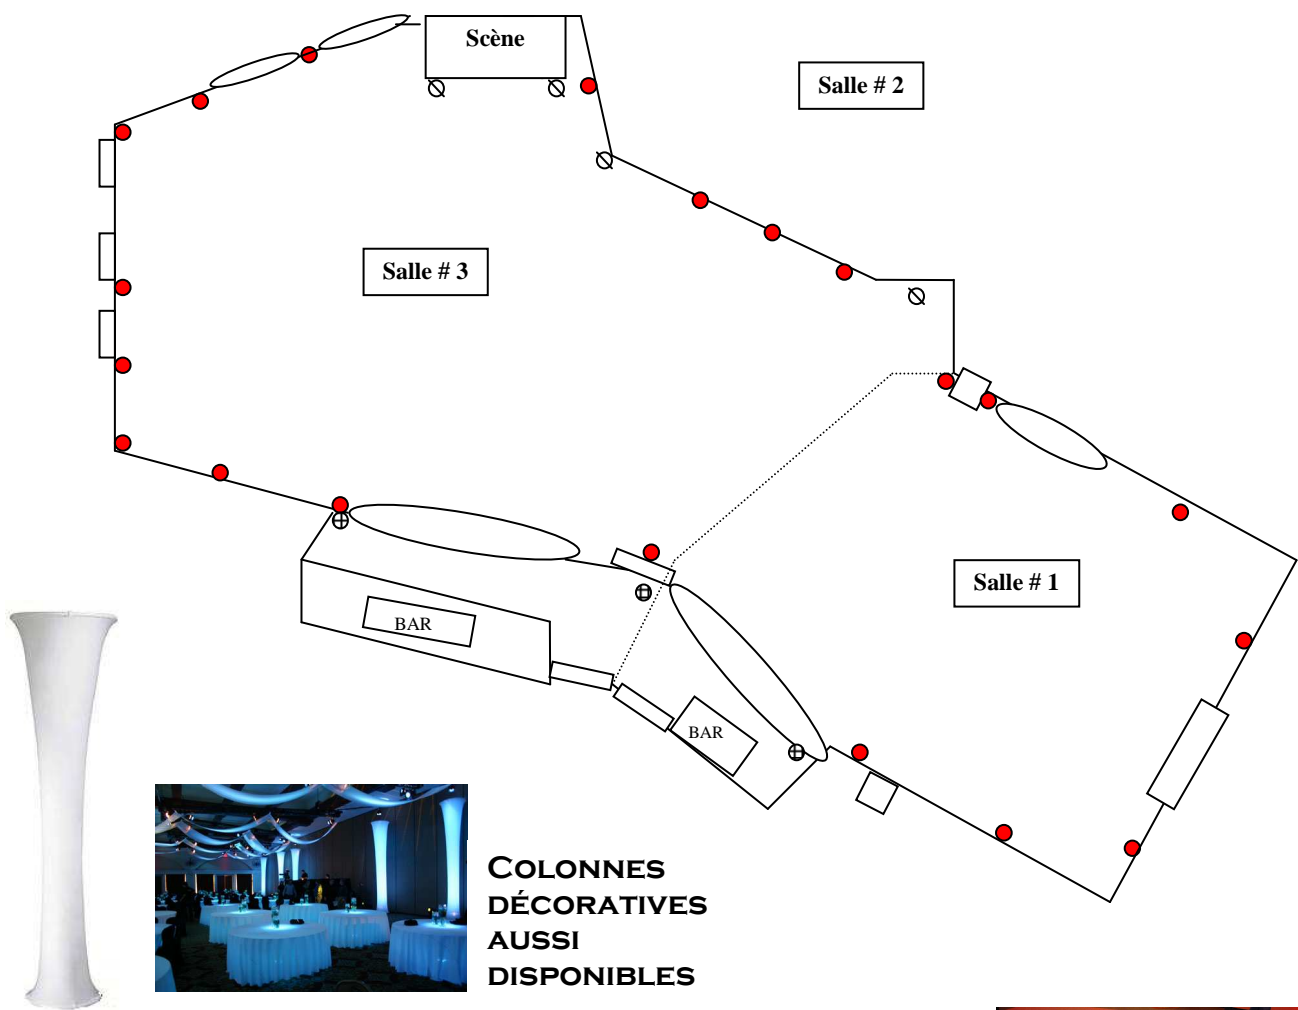 Scène
Salle # 2
Salle # 3
Salle # 1
BAR
BAR
COLONNES
DÉCORATIVES
AUSSI
DISPONIBLES